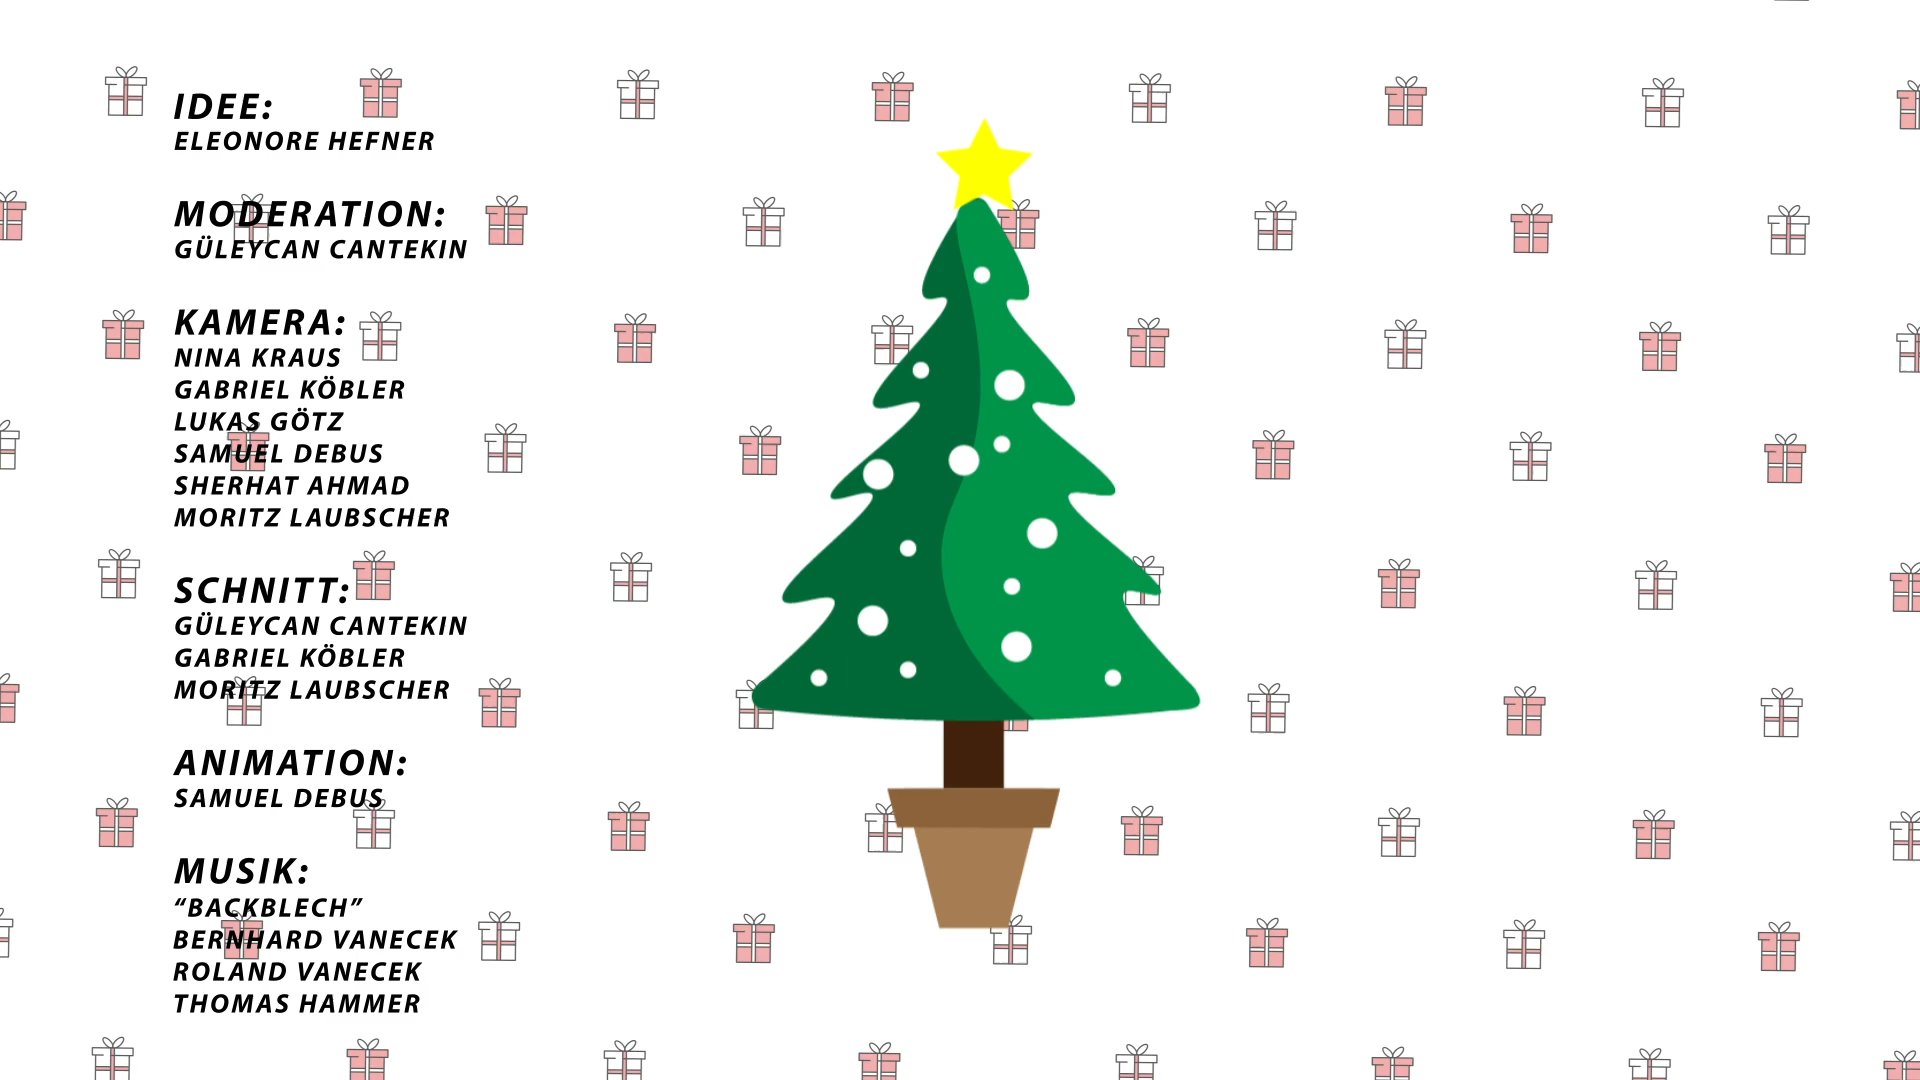 IDEE:
ELEONORE HEFNER
MODERATION:
GÜLEYCAN CANTEKIN
KAMERA:
NINA KRAUS
GABRIEL KÖBLER
LUKAS GÖTZ
SAMUEL DEBUS
SHERHAT AHMAD
MORITZ LAUBSCHER
SCHNITT:
GÜLEYCAN CANTEKIN
GABRIEL KÖBLER
MORITZ LAUBSCHER
ANIMATION:
SAMUEL DEBUS
MUSIK:
“BACKBLECH”
BERNHARD VANECEK
ROLAND VANECEK
THOMAS HAMMER